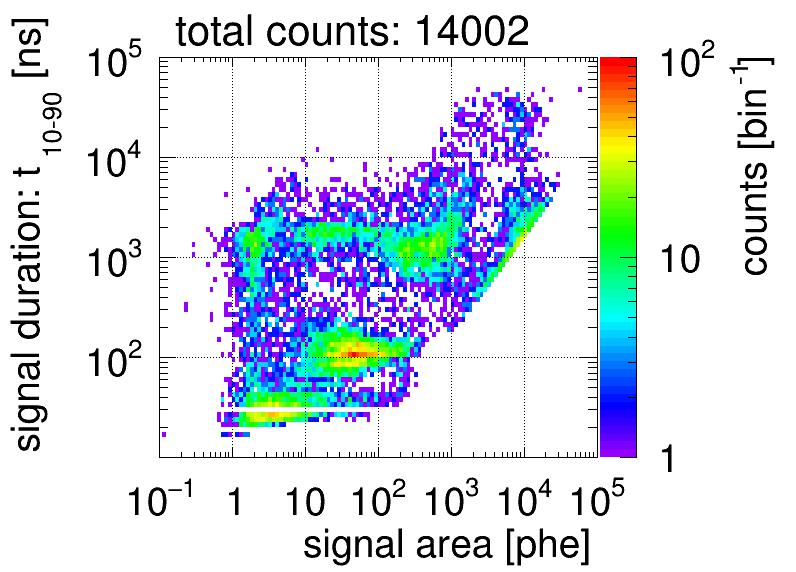 total counts: 14002
signal duration: t 10-90 [ns]
10^5
10^4
10^3
10^2
10^−1 1 10 10^2 10^3 10^4 10^5
signal area [phe]
10^2
10
1
counts [bin^-1]